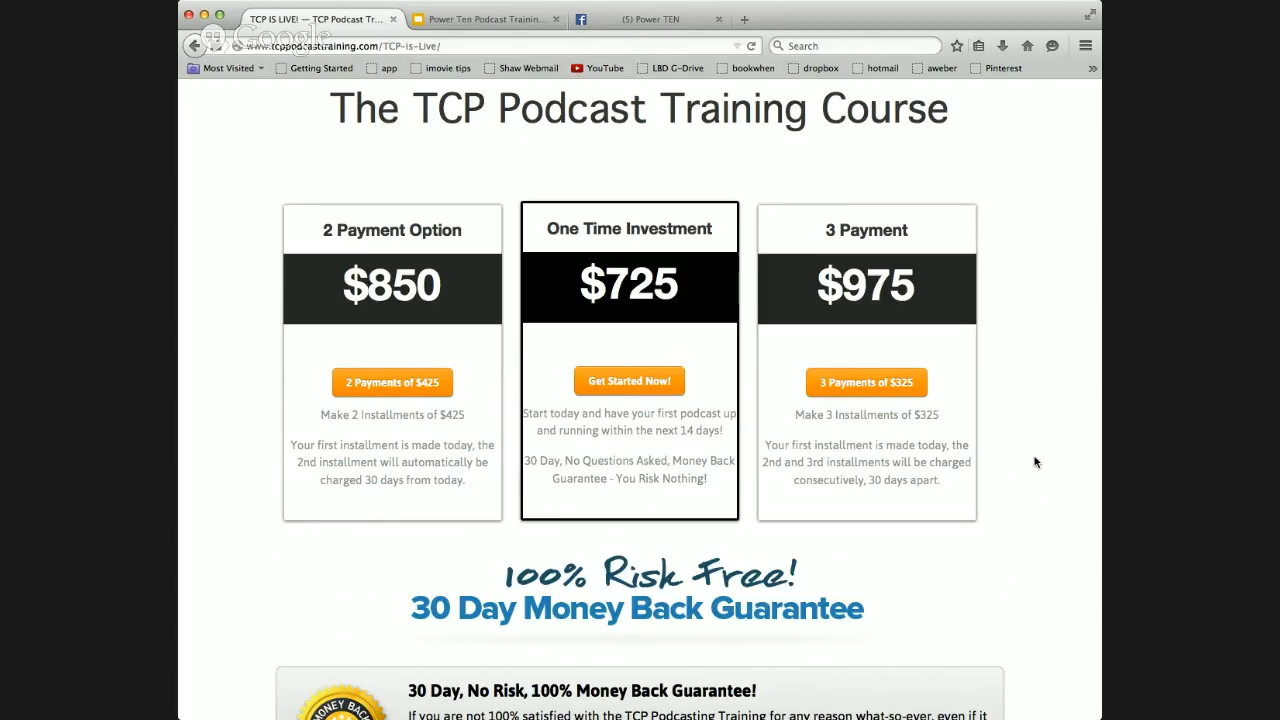 TCP IS LIVE! — TCP Podcast Tr...
Power Ten Podcast Trainin...
(5) Power TEN
Google
www.tcppodcasttraining.com/TCP-is-Live/
Search
Most Visited
Getting Started
app
imovie tips
Shaw Webmail
YouTube
LBD G-Drive
bookwhen
dropbox
hotmail
aweber
Pinterest
The TCP Podcast Training Course
2 Payment Option
$850
2 Payments of $425
Make 2 Installments of $425
Your first installment is made today, the
2nd installment will automatically be
charged 30 days from today.
One Time Investment
$725
Get Started Now!
Start today and have your first podcast up
and running within the next 14 days!
30 Day, No Questions Asked, Money Back
Guarantee - You Risk Nothing!
3 Payment
$975
3 Payments of $325
Make 3 Installments of $325
Your first installment is made today, the
2nd and 3rd installments will be charged
consecutively, 30 days apart.
100% Risk Free!
30 Day Money Back Guarantee
MONEY BACK
30 Day, No Risk, 100% Money Back Guarantee!
If you are not 100% satisfied with the TCP Podcasting Training for any reason what-so-ever, even if it